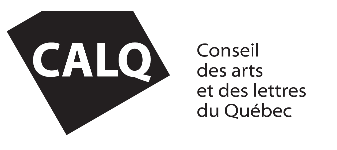 CALQ
Conseil
des arts
et des lettres
du Québec